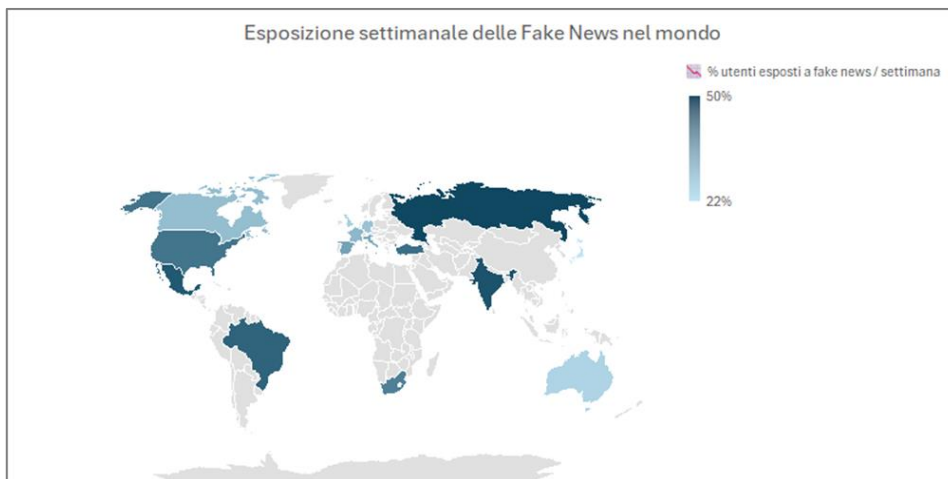 Esposizione settimanale delle Fake News nel mondo
% utenti esposti a fake news / settimana
50%
22%